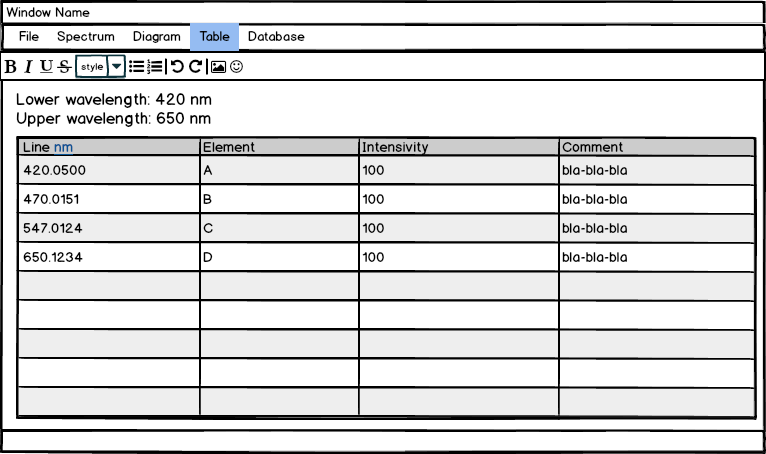 Window Name
File Spectrum Diagram Table Database
B I U S style
Lower wavelength: 420 nm
Upper wavelength: 650 nm
Line nm Element Intensivity Comment
420.0500 A 100 bla-bla-bla
470.0151 B 100 bla-bla-bla
547.0124 C 100 bla-bla-bla
650.1234 D 100 bla-bla-bla